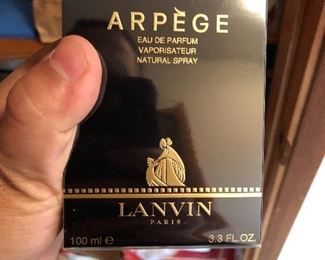 ARPÈGE
EAU DE PARFUM
VAPORISATEUR
NATURAL SPRAY
LANVIN
PARIS
100 ml ℮ 3.3 FL.OZ.